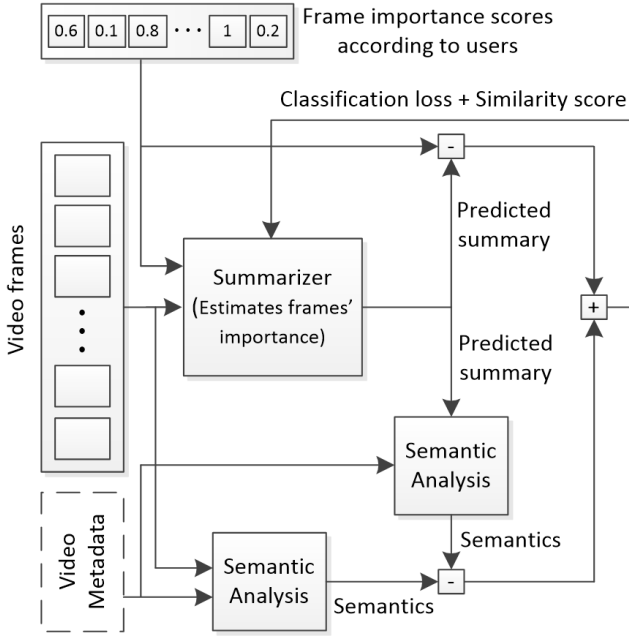 0.6 0.1 0.8 ··· 1 0.2
Frame importance scores
according to users
Classification loss + Similarity score
-
Predicted
summary
Video frames
Summarizer
(Estimates frames'
importance)
+
Predicted
summary
Semantic
Analysis
Semantics
Video
Metadata
Semantic
Analysis
Semantics
-